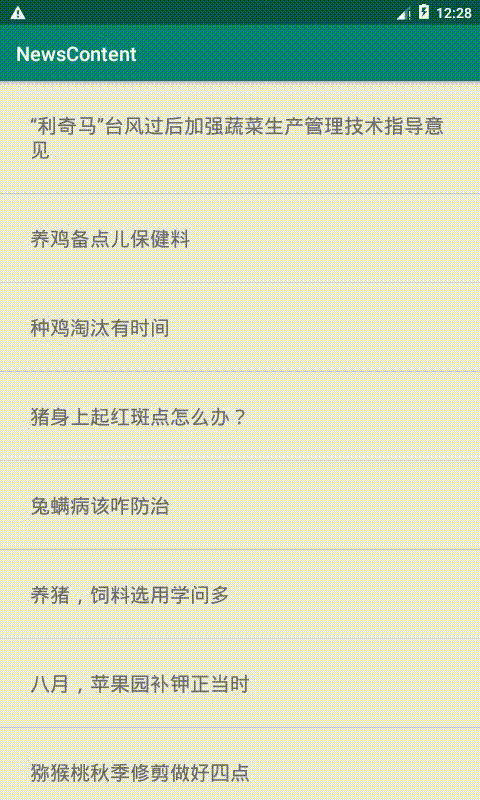 12:28
NewsContent
“利奇马”台风过后加强蔬菜生产管理技术指导意
见
养鸡备点儿保健料
种鸡淘汰有时间
猪身上起红斑点怎么办？
兔螨病该咋防治
养猪，饲料选用学问多
八月，苹果园补钾正当时
猕猴桃秋季修剪做好四点